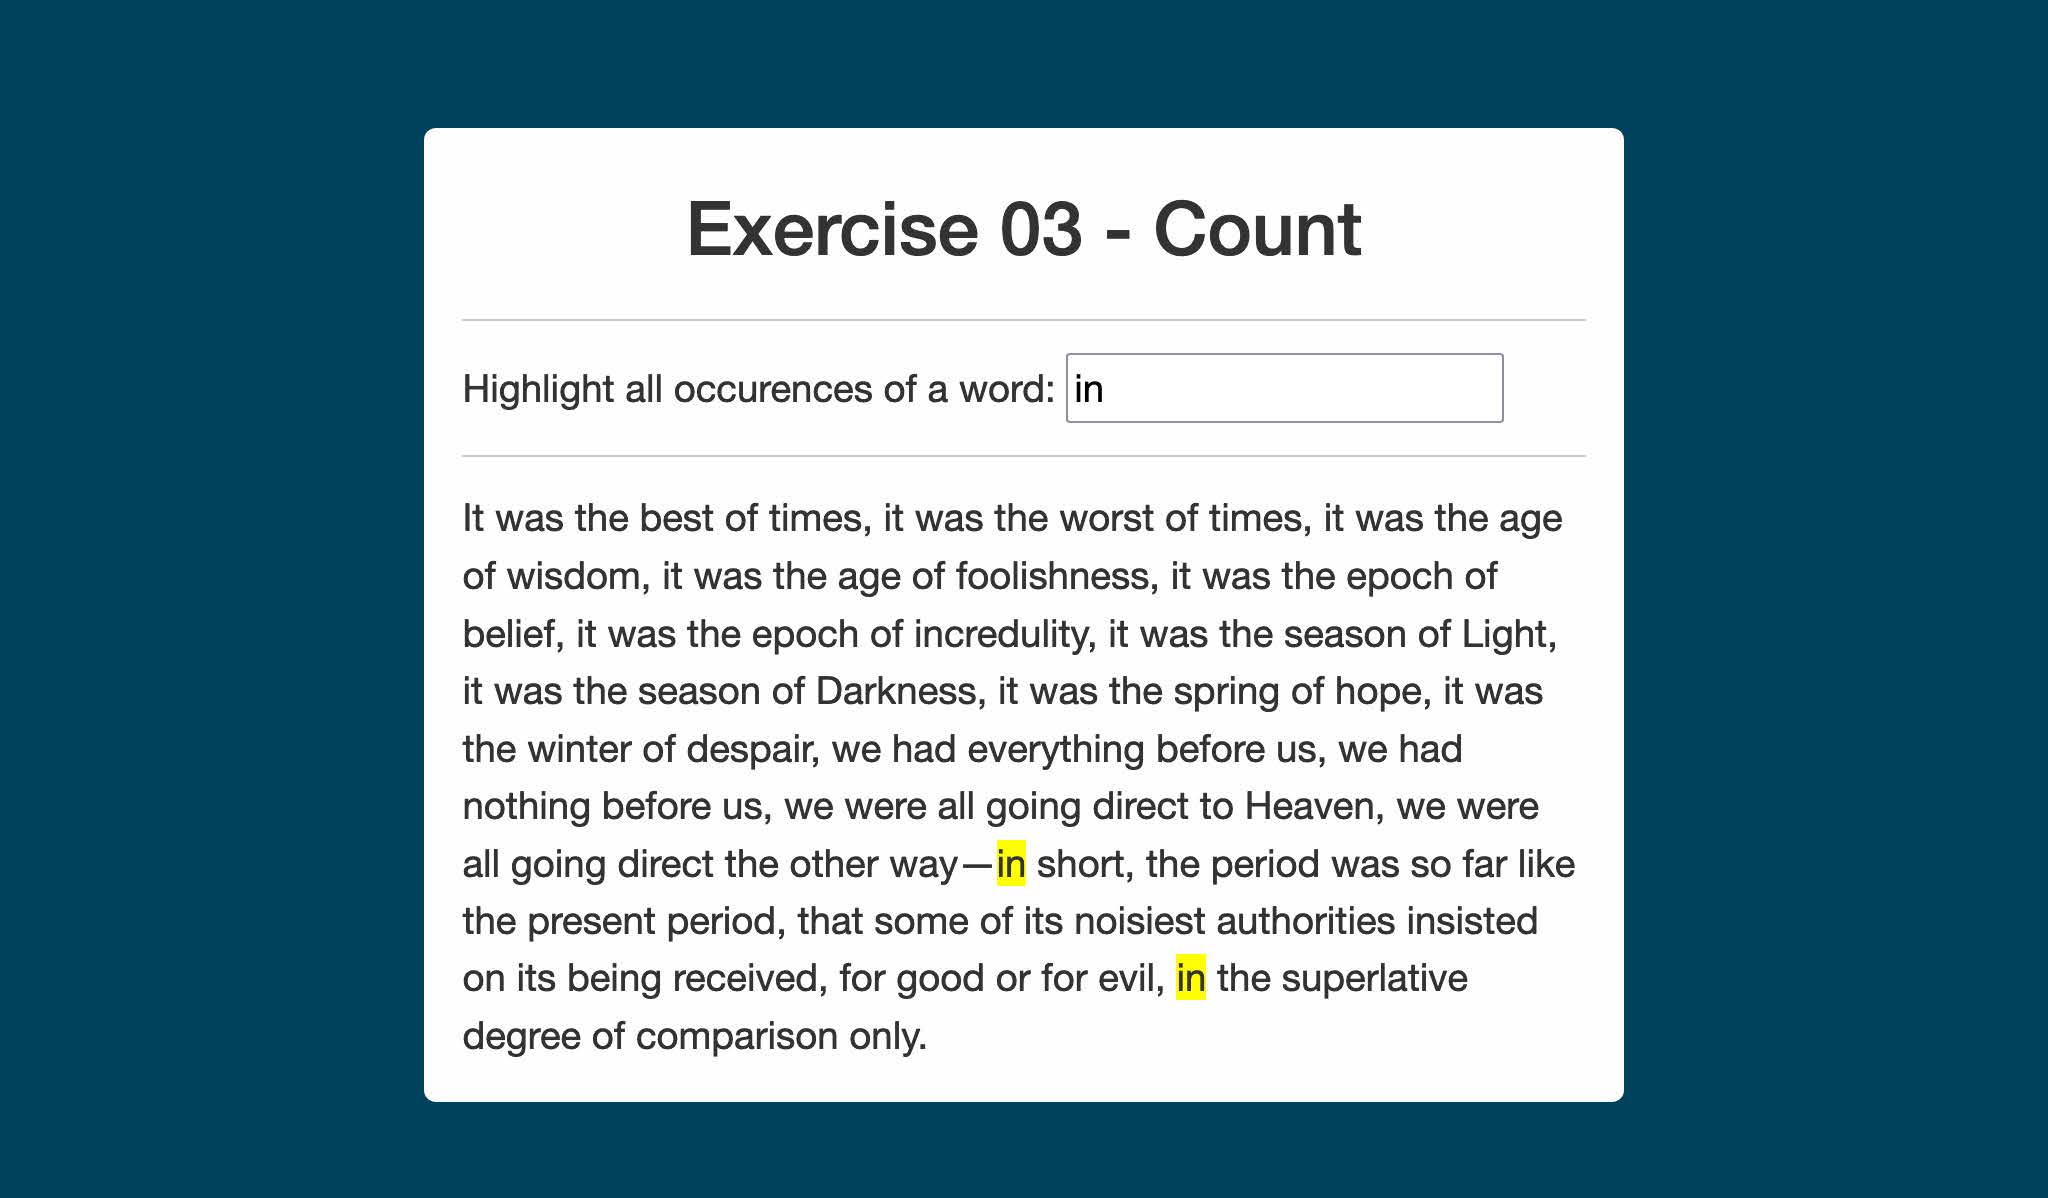 Exercise 03 - Count
Highlight all occurences of a word: in
It was the best of times, it was the worst of times, it was the age
of wisdom, it was the age of foolishness, it was the epoch of
belief, it was the epoch of incredulity, it was the season of Light,
it was the season of Darkness, it was the spring of hope, it was
the winter of despair, we had everything before us, we had
nothing before us, we were all going direct to Heaven, we were
all going direct the other way—in short, the period was so far like
the present period, that some of its noisiest authorities insisted
on its being received, for good or for evil, in the superlative
degree of comparison only.